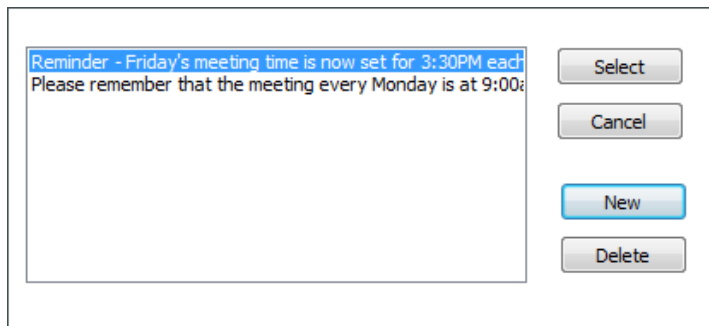 Reminder - Friday's meeting time is now set for 3:30PM each
Please remember that the meeting every Monday is at 9:00a
Select
Cancel
New
Delete